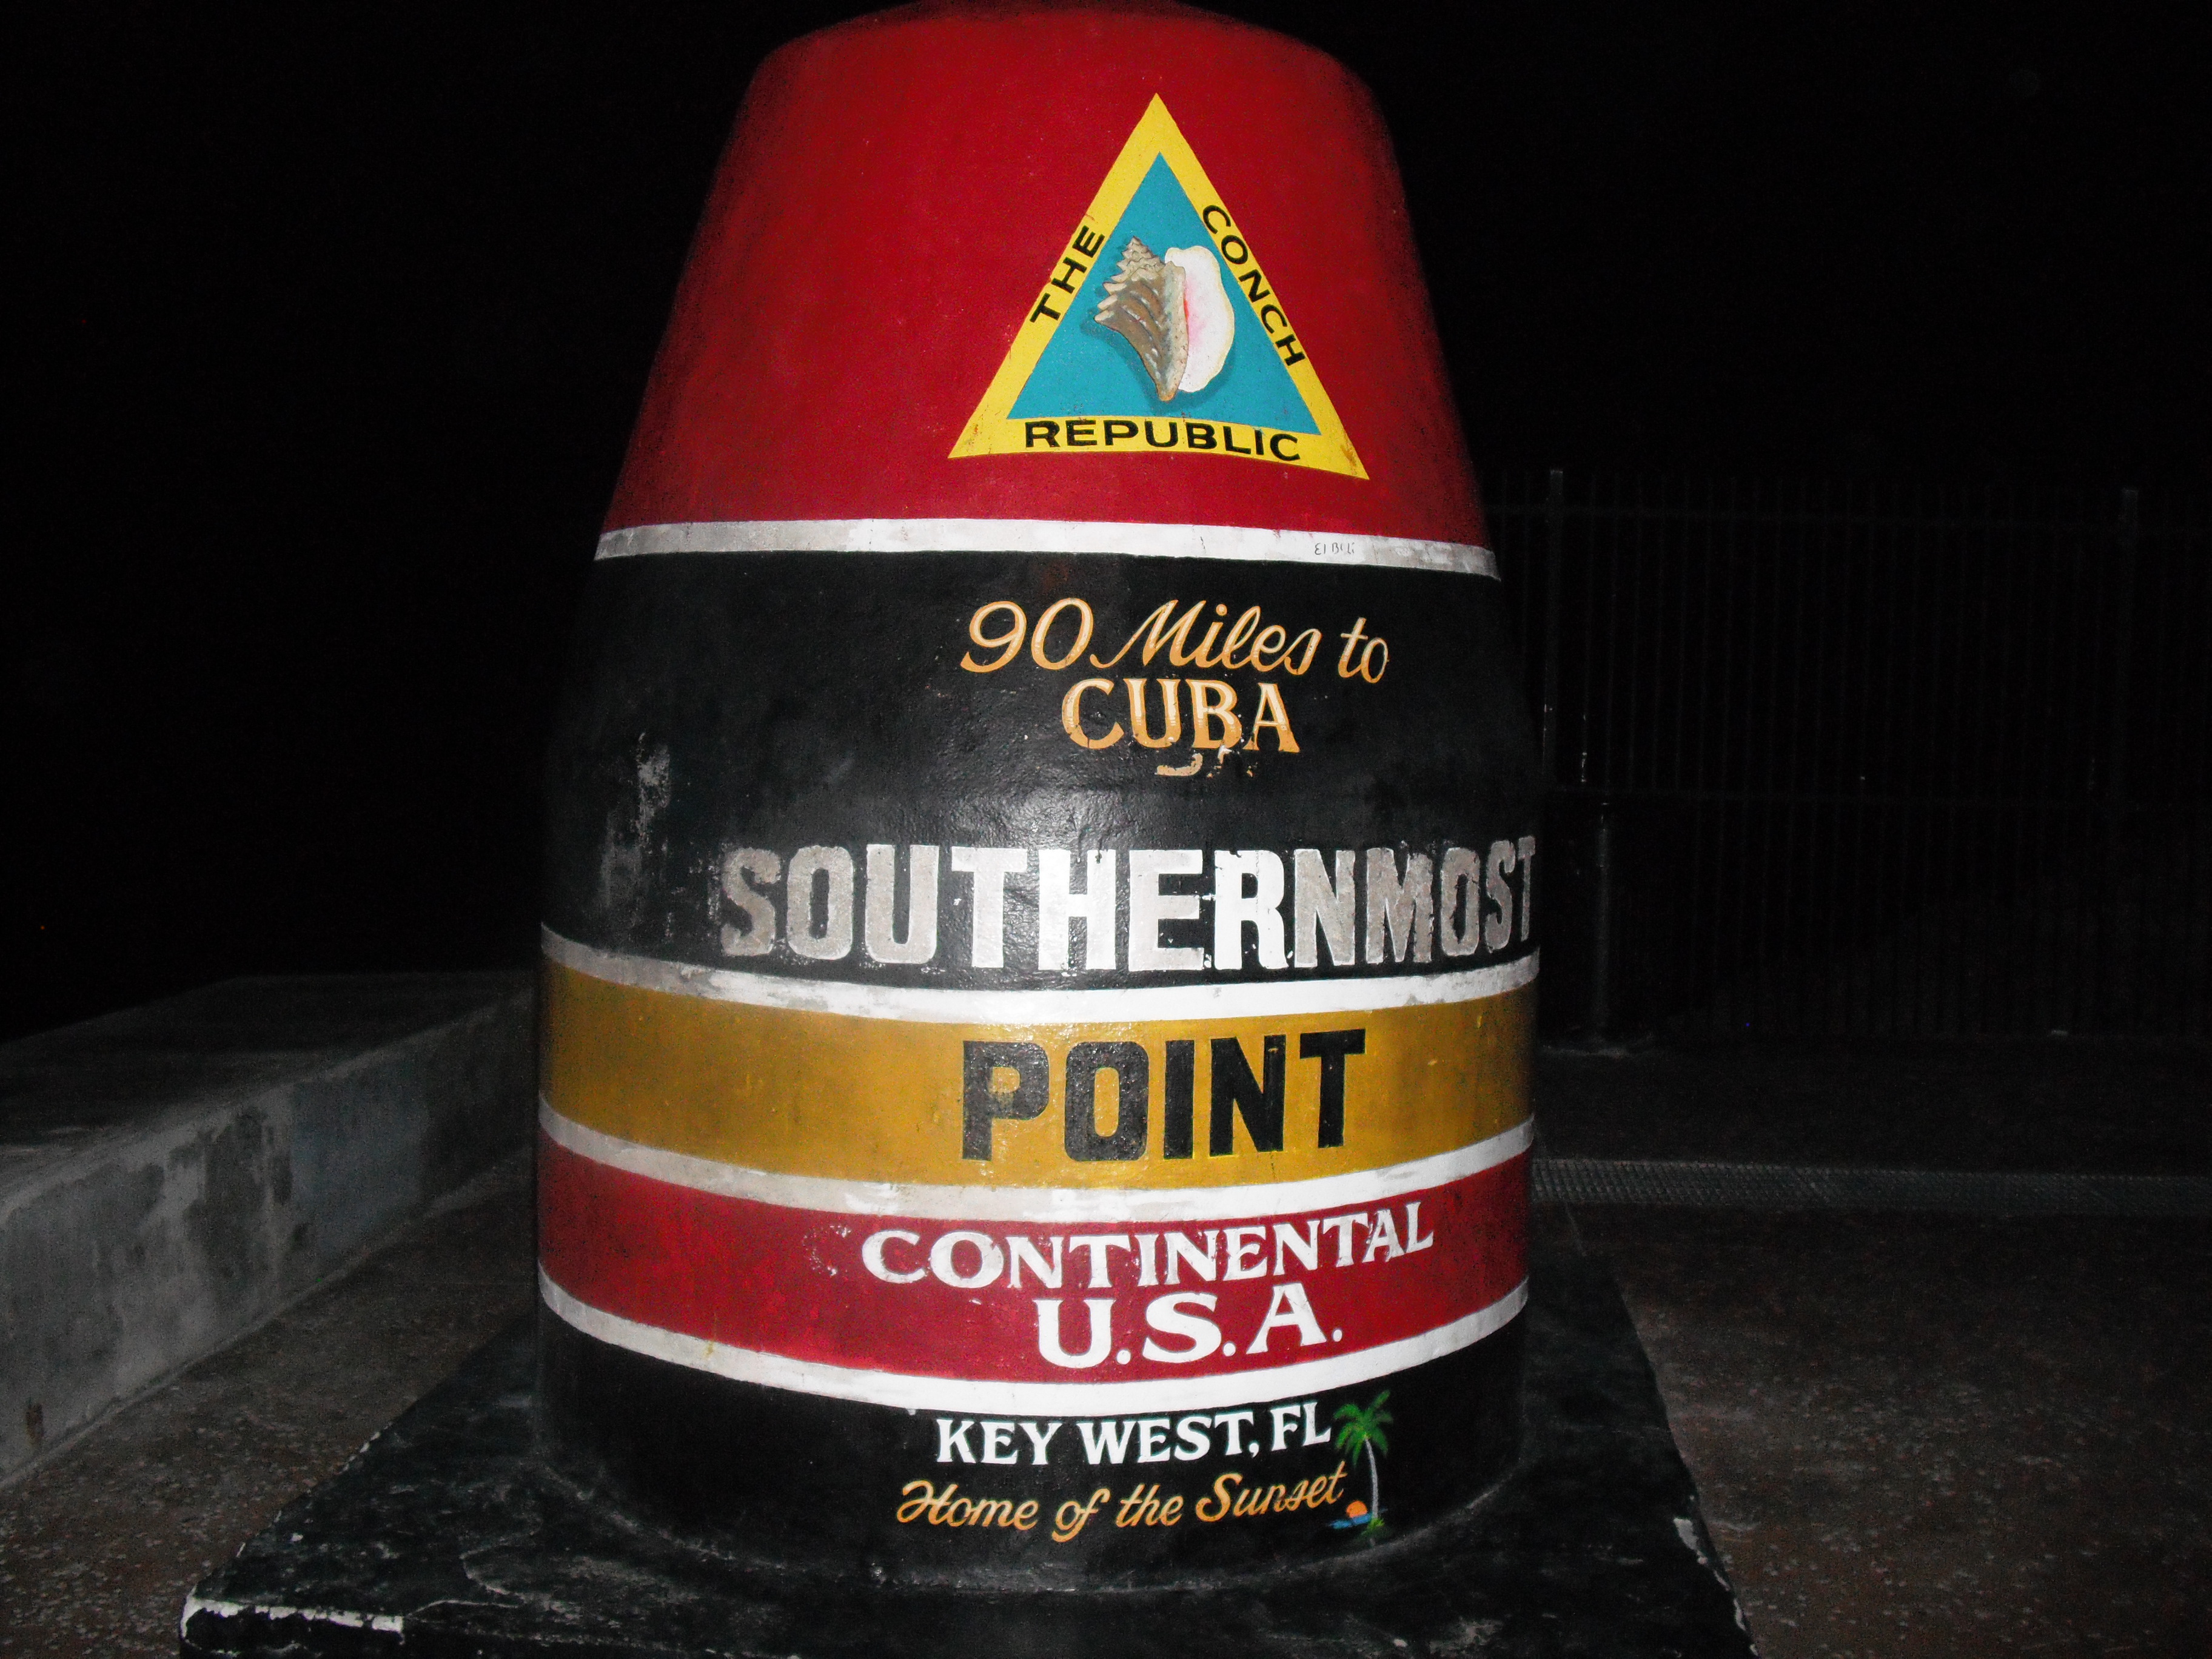 THE CONCH
REPUBLIC
90 Miles to
CUBA
SOUTHERNMOST
POINT
CONTINENTAL
U.S.A.
KEY WEST, FL
Home of the Sunset